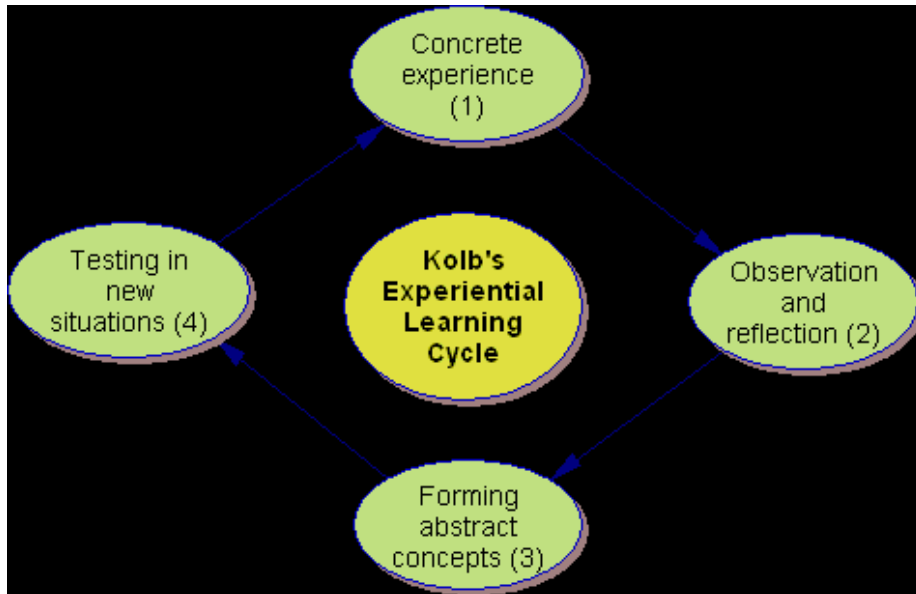 Concrete
experience
(1)
Testing in
new
situations (4)
Kolb's
Experiential
Learning
Cycle
Observation
and
reflection (2)
Forming
abstract
concepts (3)